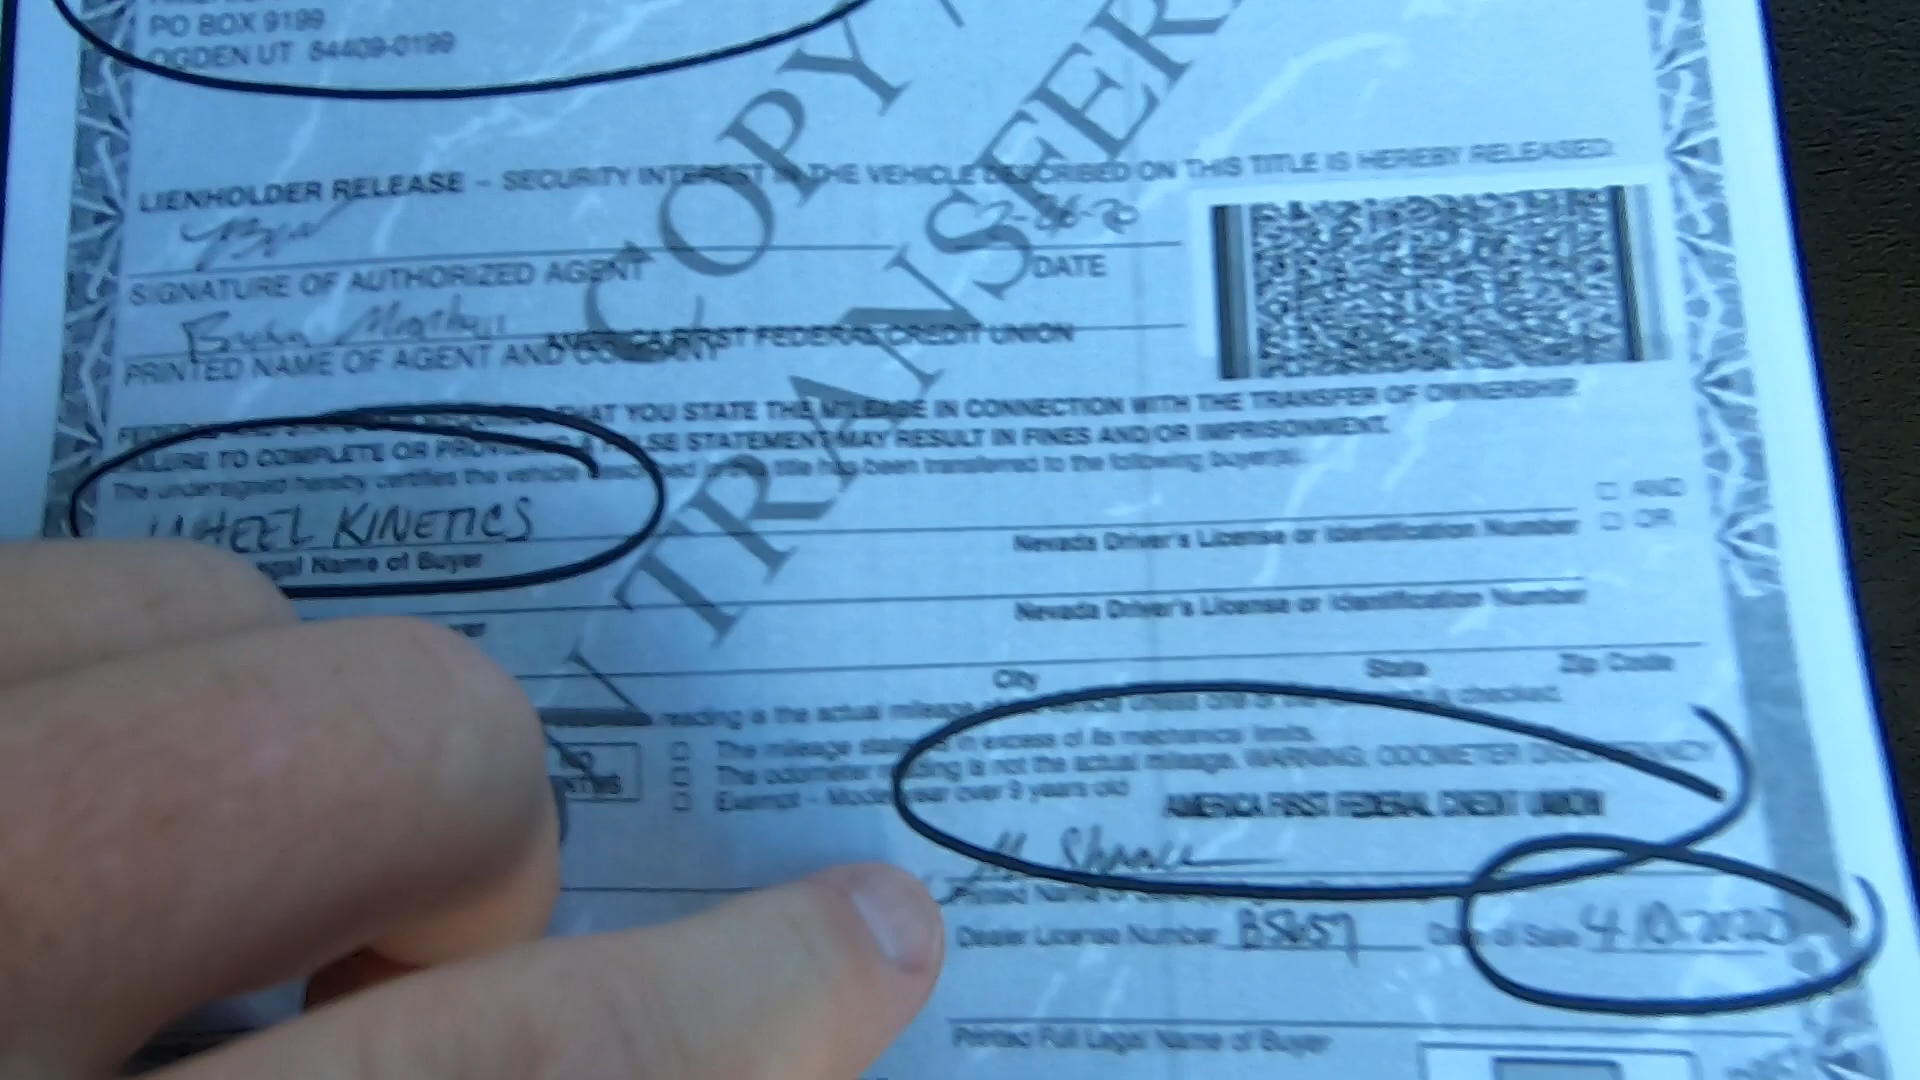 PO BOX 9199
OGDEN UT 84409-0199
COPY
TRANSFER
LIENHOLDER RELEASE – SECURITY INTEREST IN THE VEHICLE DESCRIBED ON THIS TITLE IS HEREBY RELEASED.
SIGNATURE OF AUTHORIZED AGENT
DATE
AMERICA FIRST FEDERAL CREDIT UNION
PRINTED NAME OF AGENT AND COMPANY
THAT YOU STATE THE MILEAGE IN CONNECTION WITH THE TRANSFER OF OWNERSHIP.
FAILURE TO COMPLETE OR PROVIDING A FALSE STATEMENT MAY RESULT IN FINES AND/OR IMPRISONMENT.
The undersigned hereby certifies the vehicle described in this title has been transferred to the following buyer(s):
WHEEL KINETICS
AND
OR
Legal Name of Buyer
Nevada Driver's License or Identification Number
Nevada Driver's License or Identification Number
City State Zip Code
reading is the actual mileage vehicle unless one of the is checked.
The mileage stated in excess of its mechanical limits.
The odometer reading is not the actual mileage. WARNING: ODOMETER DISCREPANCY
Exempt – Model year over 9 years old
AMERICA FIRST FEDERAL CREDIT UNION
Printed Name of
Dealer License Number Date of Sale
Printed Full Legal Name of Buyer